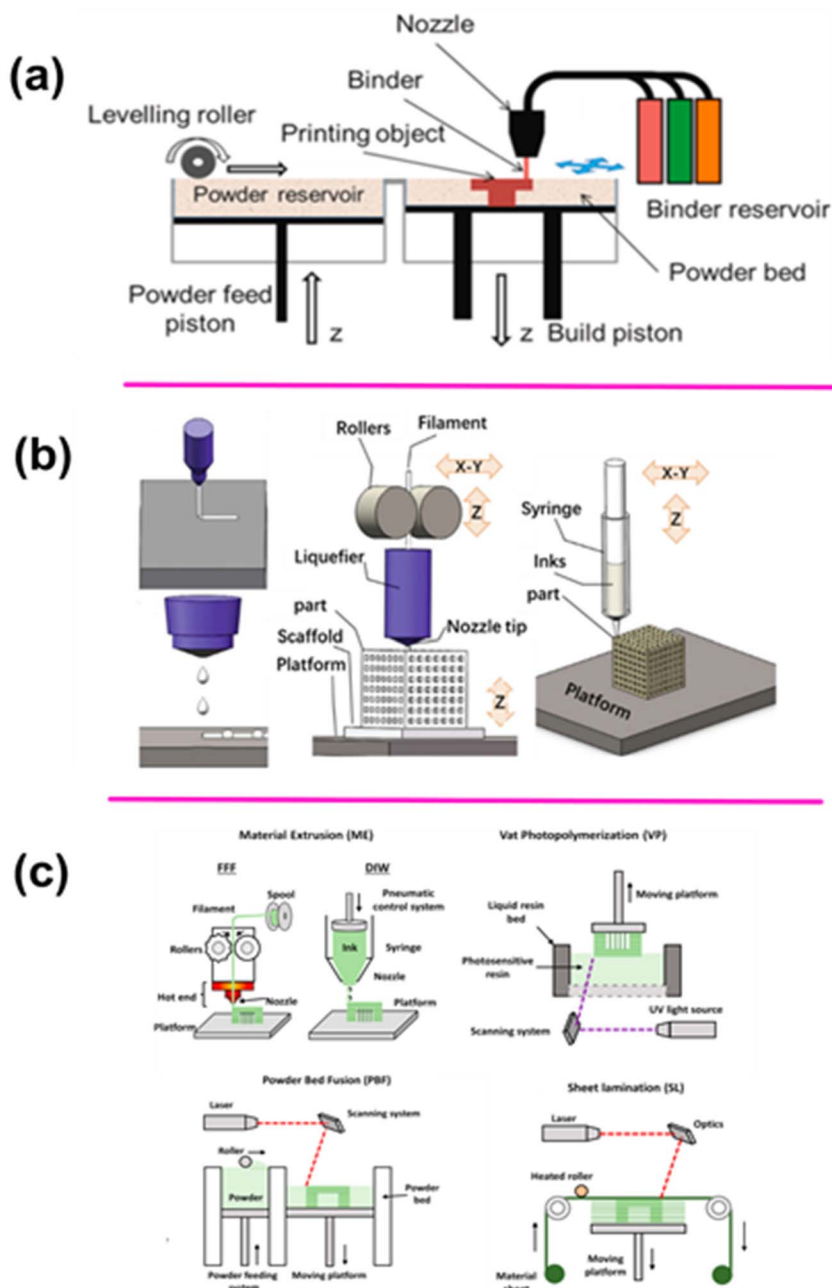 (a)
Nozzle
Binder
Levelling roller
Printing object
Powder reservoir
Binder reservoir
Powder bed
Powder feed
piston
z
z
Build piston
(b)
Rollers
Filament
X-Y
Z
Liquefier
part
Scaffold
Platform
Nozzle tip
Z
X-Y
Z
Syringe
Inks
part
Platform
(c)
Material Extrusion (ME)
FFF
DIW
Filament
Spool
Rollers
Hot end
Nozzle
Platform
Pneumatic
control system
Ink
Syringe
Nozzle
Platform
Vat Photopolymerization (VP)
Moving platform
Liquid resin
bed
Photosensitive
resin
UV light source
Scanning system
Powder Bed Fusion (PBF)
Laser
Scanning system
Roller
Powder
Powder
bed
Powder feeding
Moving platform
Sheet lamination (SL)
Laser
Optics
Heated roller
Material
Moving
platform